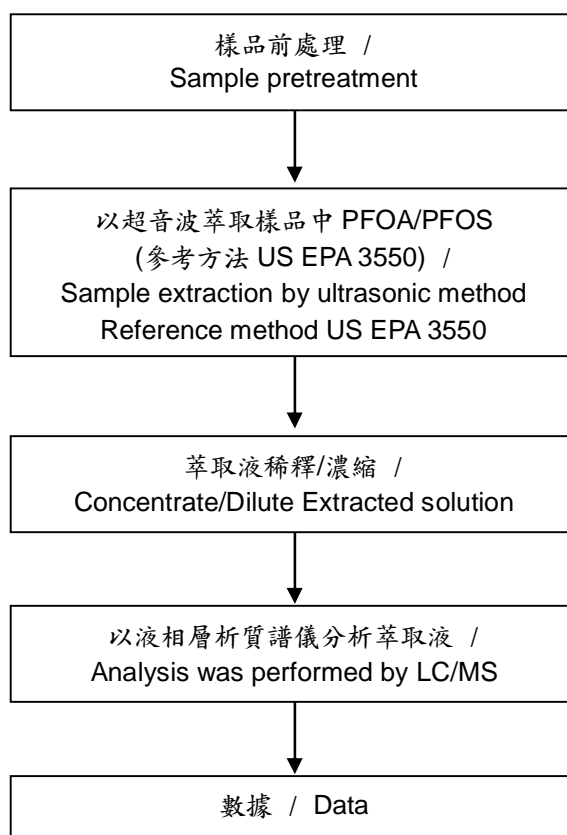 樣品前處理 /
Sample pretreatment
以超音波萃取樣品中 PFOA/PFOS
(參考方法 US EPA 3550) /
Sample extraction by ultrasonic method
Reference method US EPA 3550
萃取液稀釋/濃縮 /
Concentrate/Dilute Extracted solution
以液相層析質譜儀分析萃取液 /
Analysis was performed by LC/MS
數據 / Data